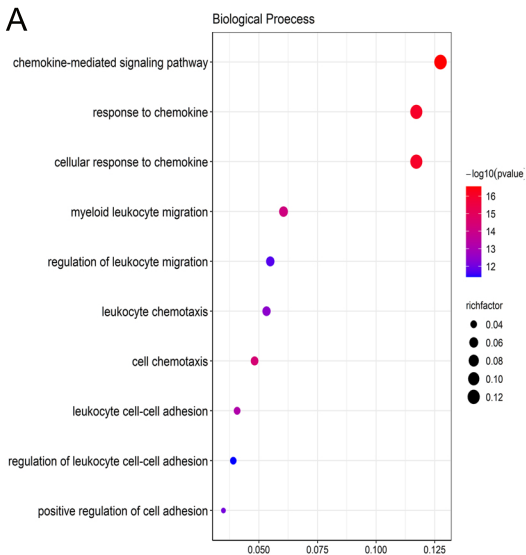 A
Biological Proecess
chemokine-mediated signaling pathway
response to chemokine
cellular response to chemokine
myeloid leukocyte migration
regulation of leukocyte migration
leukocyte chemotaxis
cell chemotaxis
leukocyte cell-cell adhesion
regulation of leukocyte cell-cell adhesion
positive regulation of cell adhesion
0.050 0.075 0.100 0.125
−log10(pvalue)
16
15
14
13
12
richfactor
0.04
0.06
0.08
0.10
0.12